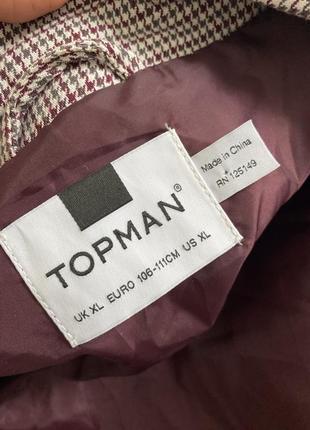 TOPMAN®
UK XL EURO 106-111CM US XL
Made in China
RN 125149